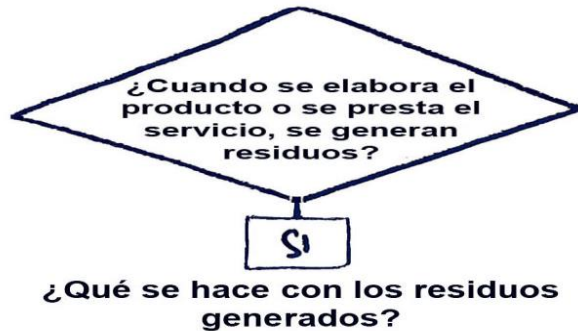 ¿Cuando se elabora el
producto o se presta el
servicio, se generan
residuos?
SI
¿Qué se hace con los residuos
generados?